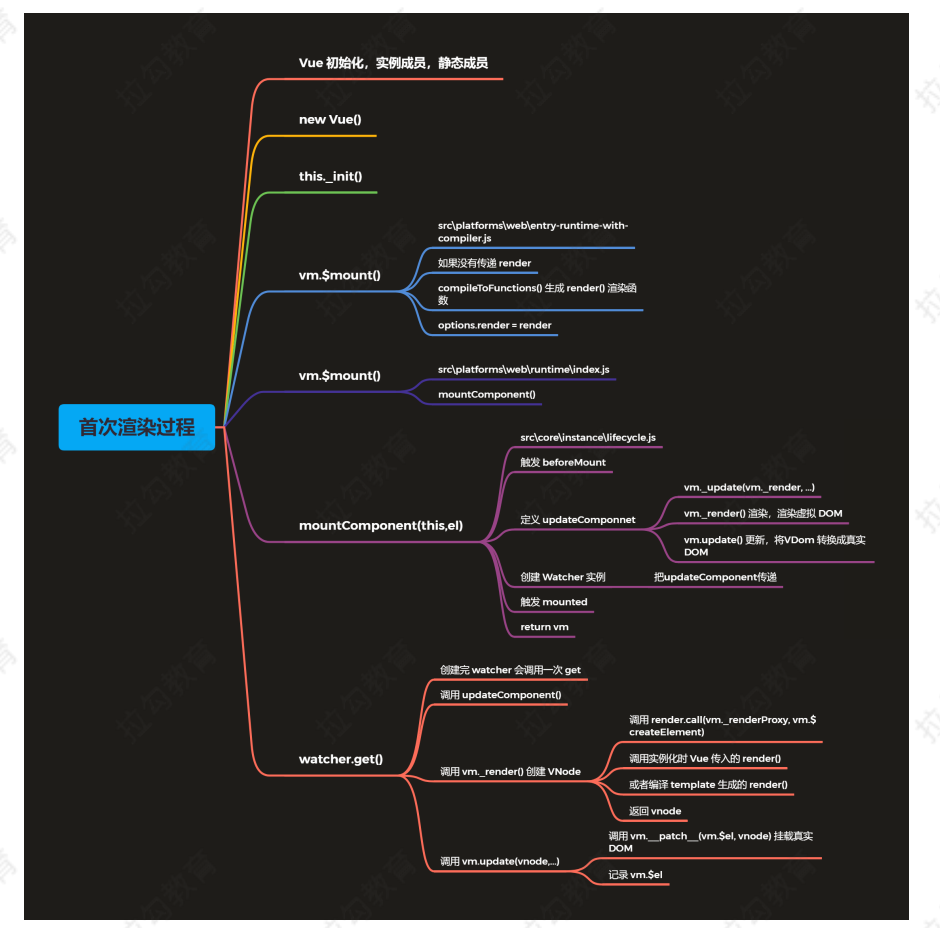 首次渲染过程
Vue 初始化，实例成员，静态成员
new Vue()
this._init()
vm.$mount()
src\platforms\web\entry-runtime-with-
compiler.js
如果没有传递 render
compileToFunctions() 生成 render() 渲染函
数
options.render = render
vm.$mount()
src\platforms\web\runtime\index.js
mountComponent()
mountComponent(this,el)
src\core\instance\lifecycle.js
触发 beforeMount
定义 updateComponnet
vm._update(vm._render, ...)
vm._render() 渲染，渲染虚拟 DOM
vm.update() 更新，将VDom 转换成真实
DOM
创建 Watcher 实例
把updateComponent传递
触发 mounted
return vm
watcher.get()
创建完 watcher 会调用一次 get
调用 updateComponent()
调用 vm._render() 创建 VNode
调用 render.call(vm._renderProxy, vm.$
createElement)
调用实例化时 Vue 传入的 render()
或者编译 template 生成的 render()
返回 vnode
调用 vm.update(vnode,...)
调用 vm.__patch__(vm.$el, vnode) 挂载真实
DOM
记录 vm.$el
拉勾教育